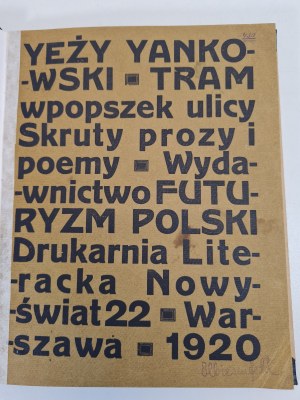 YEŻY YANKO-
-WSKI ▪ TRAM
wpopszek ulicy
Skruty prozy i
poemy ▪ Wyda-
-wnictwo FUTU-
RYZM POLSKI
Drukarnia Lite-
racka Nowy-
-świat 22 ▪ War-
-szawa ▪ 1920